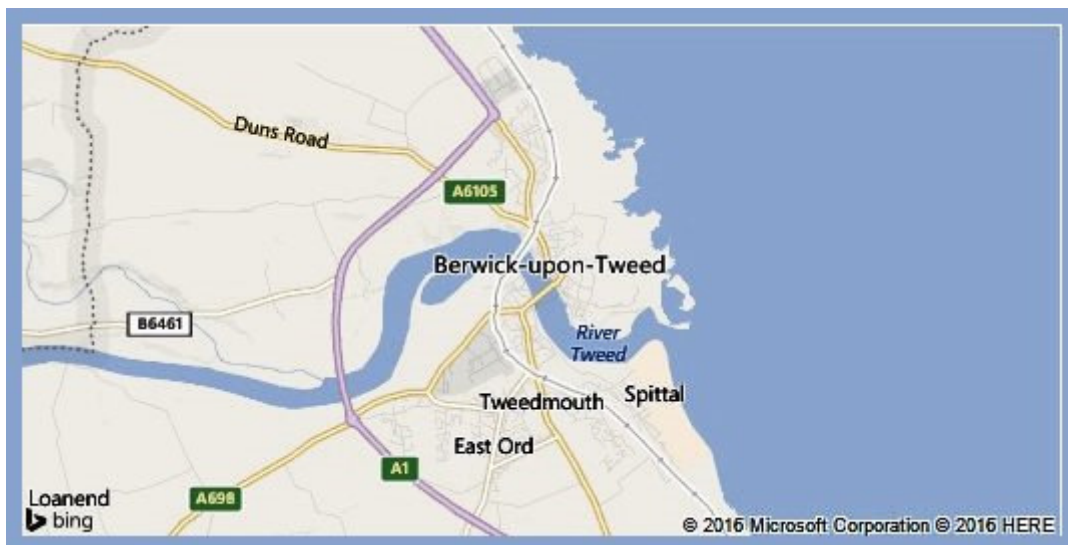 Duns Road
A6105
Berwick-upon-Tweed
B6461
River
Tweed
Spittal
Tweedmouth
East Ord
A1
Loanend
A698
bing
© 2016 Microsoft Corporation © 2016 HERE